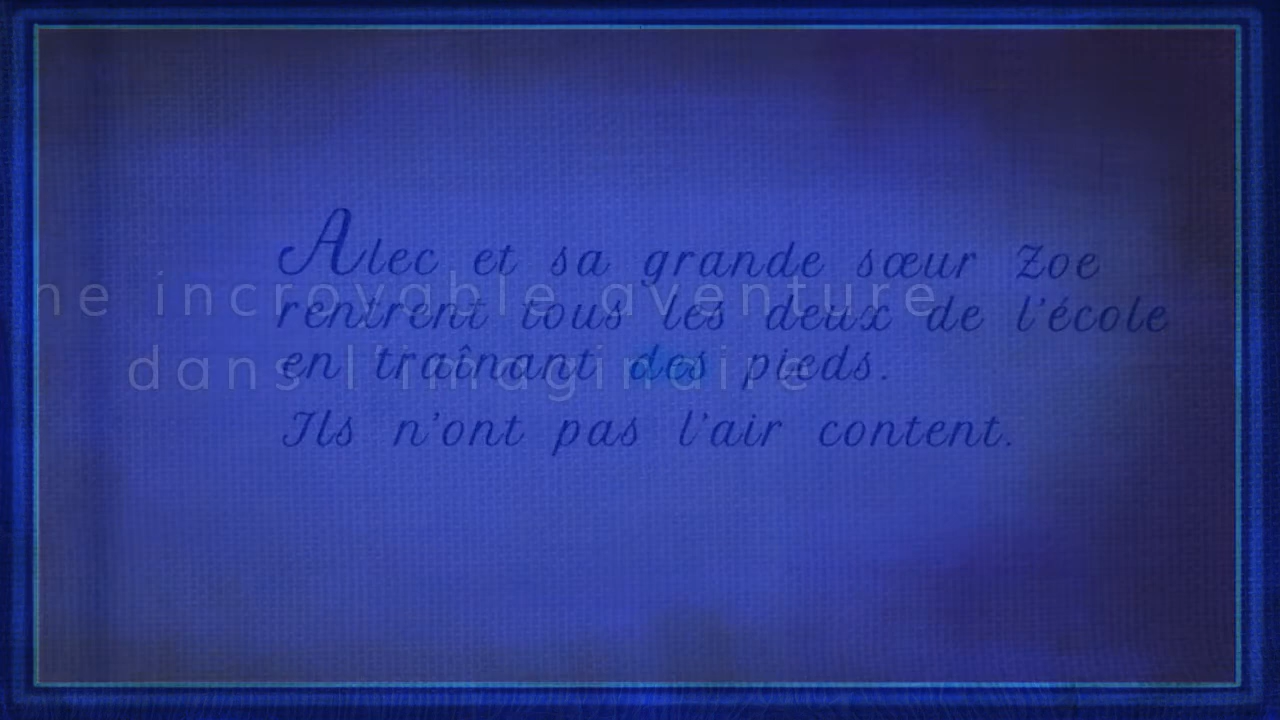 Alec et sa grande sœur Zoe
rentrent tous les deux de l'école
en traînant des pieds.
Ils n'ont pas l'air content.
ne incroyable aventure
dans l'imaginaire